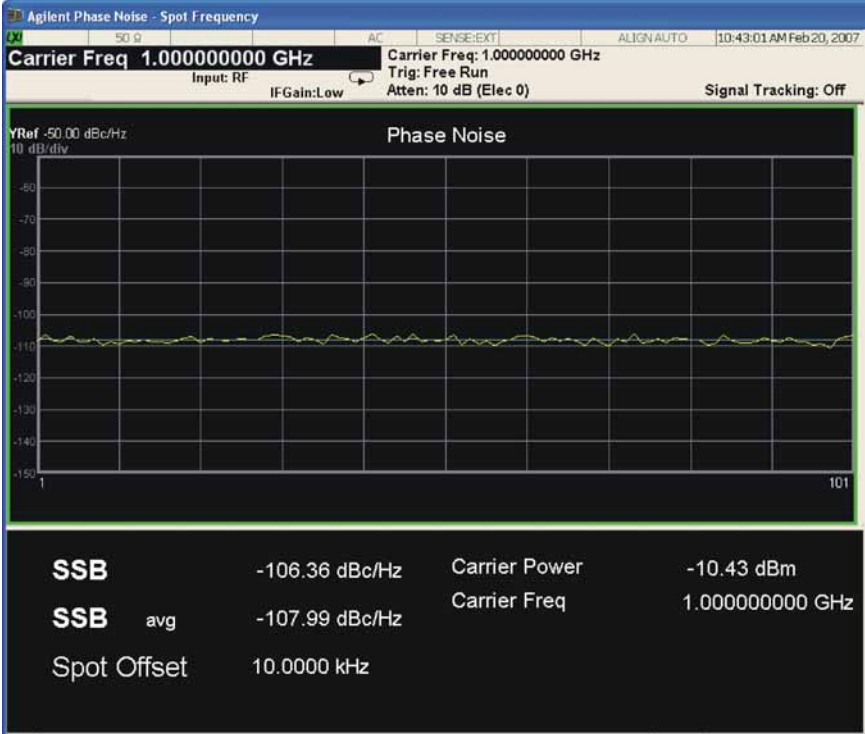 Agilent Phase Noise - Spot Frequency
LXI 50 Ω AC SENSE:EXT ALIGN AUTO 10:43:01 AM Feb 20, 2007
Carrier Freq 1.000000000 GHz
Carrier Freq: 1.000000000 GHz
Input: RF
Trig: Free Run
IFGain:Low
Atten: 10 dB (Elec 0)
Signal Tracking: Off
YRef -50.00 dBc/Hz
Phase Noise
10 dB/div
-60
-70
-80
-90
-100
-110
-120
-130
-140
-150
1
101
SSB -106.36 dBc/Hz
Carrier Power -10.43 dBm
Carrier Freq 1.000000000 GHz
SSB avg -107.99 dBc/Hz
Spot Offset 10.0000 kHz